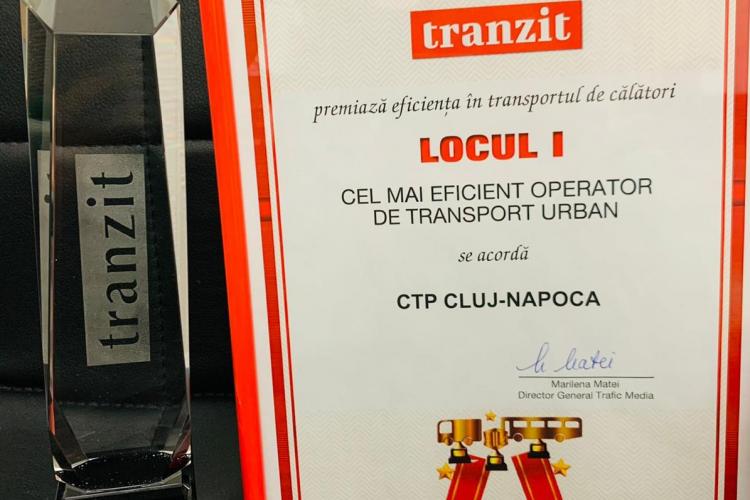 tranzit
tranzit
premiază eficiența în transportul de călători
LOCUL I
CEL MAI EFICIENT OPERATOR
DE TRANSPORT URBAN
se acordă
CTP CLUJ-NAPOCA
Marilena Matei
Director General Trafic Media